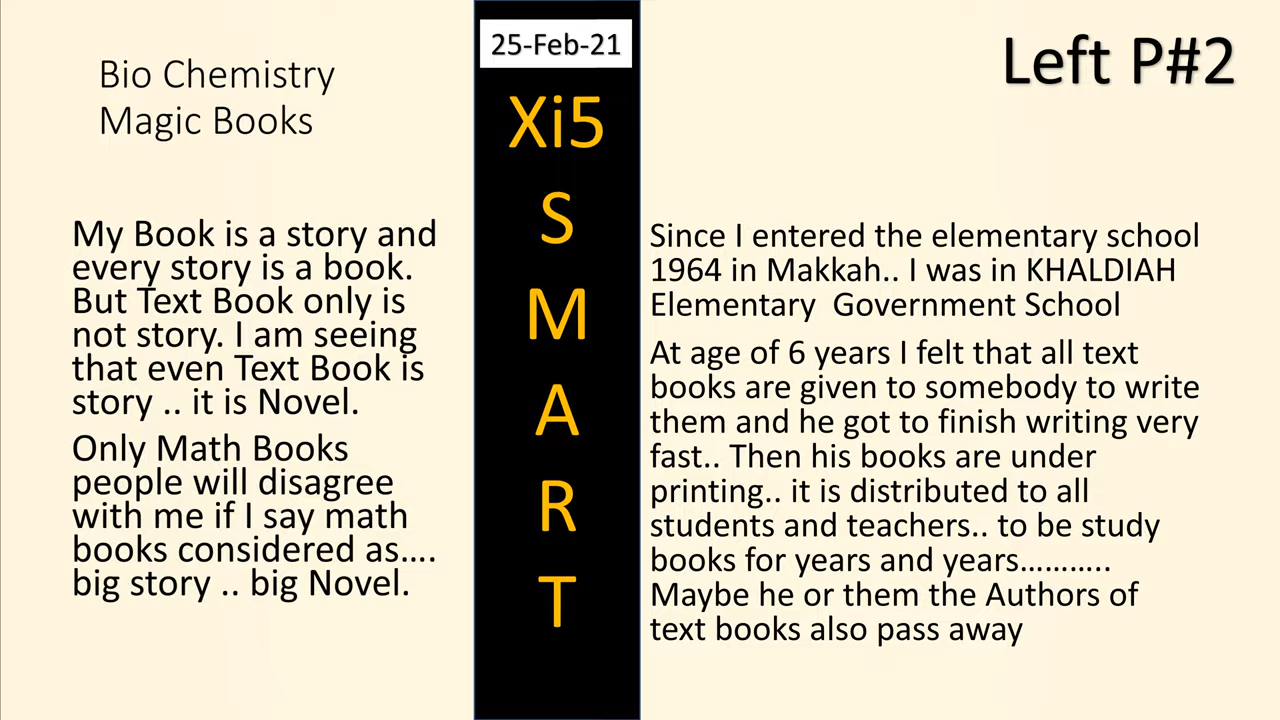 Bio Chemistry
Magic Books
My Book is a story and
every story is a book.
But Text Book only is
not story. I am seeing
that even Text Book is
story .. it is Novel.
Only Math Books
people will disagree
with me if I say math
books considered as….
big story .. big Novel.
25-Feb-21
Xi5
S
M
A
R
T
Left P#2
Since I entered the elementary school
1964 in Makkah.. I was in KHALDIAH
Elementary  Government School
At age of 6 years I felt that all text
books are given to somebody to write
them and he got to finish writing very
fast.. Then his books are under
printing.. it is distributed to all
students and teachers.. to be study
books for years and years………..
Maybe he or them the Authors of
text books also pass away